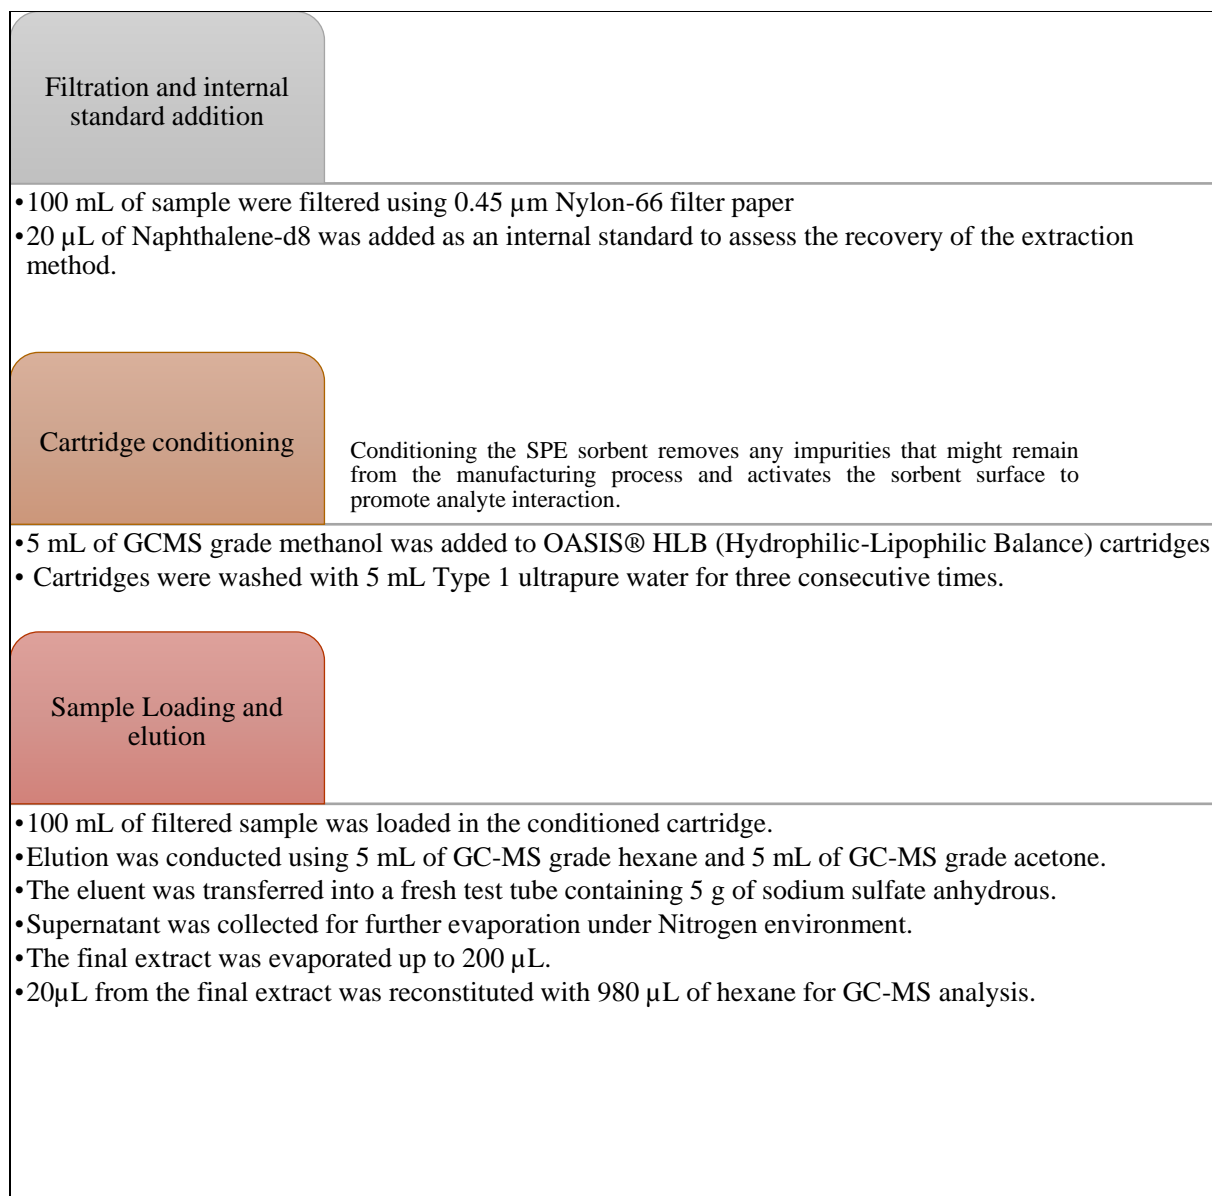 Filtration and internal
standard addition
•100 mL of sample were filtered using 0.45 µm Nylon-66 filter paper
•20 µL of Naphthalene-d8 was added as an internal standard to assess the recovery of the extraction
method.
Cartridge conditioning
Conditioning the SPE sorbent removes any impurities that might remain
from the manufacturing process and activates the sorbent surface to
promote analyte interaction.
•5 mL of GCMS grade methanol was added to OASIS® HLB (Hydrophilic-Lipophilic Balance) cartridges
• Cartridges were washed with 5 mL Type 1 ultrapure water for three consecutive times.
Sample Loading and
elution
•100 mL of filtered sample was loaded in the conditioned cartridge.
•Elution was conducted using 5 mL of GC-MS grade hexane and 5 mL of GC-MS grade acetone.
•The eluent was transferred into a fresh test tube containing 5 g of sodium sulfate anhydrous.
•Supernatant was collected for further evaporation under Nitrogen environment.
•The final extract was evaporated up to 200 µL.
•20µL from the final extract was reconstituted with 980 µL of hexane for GC-MS analysis.